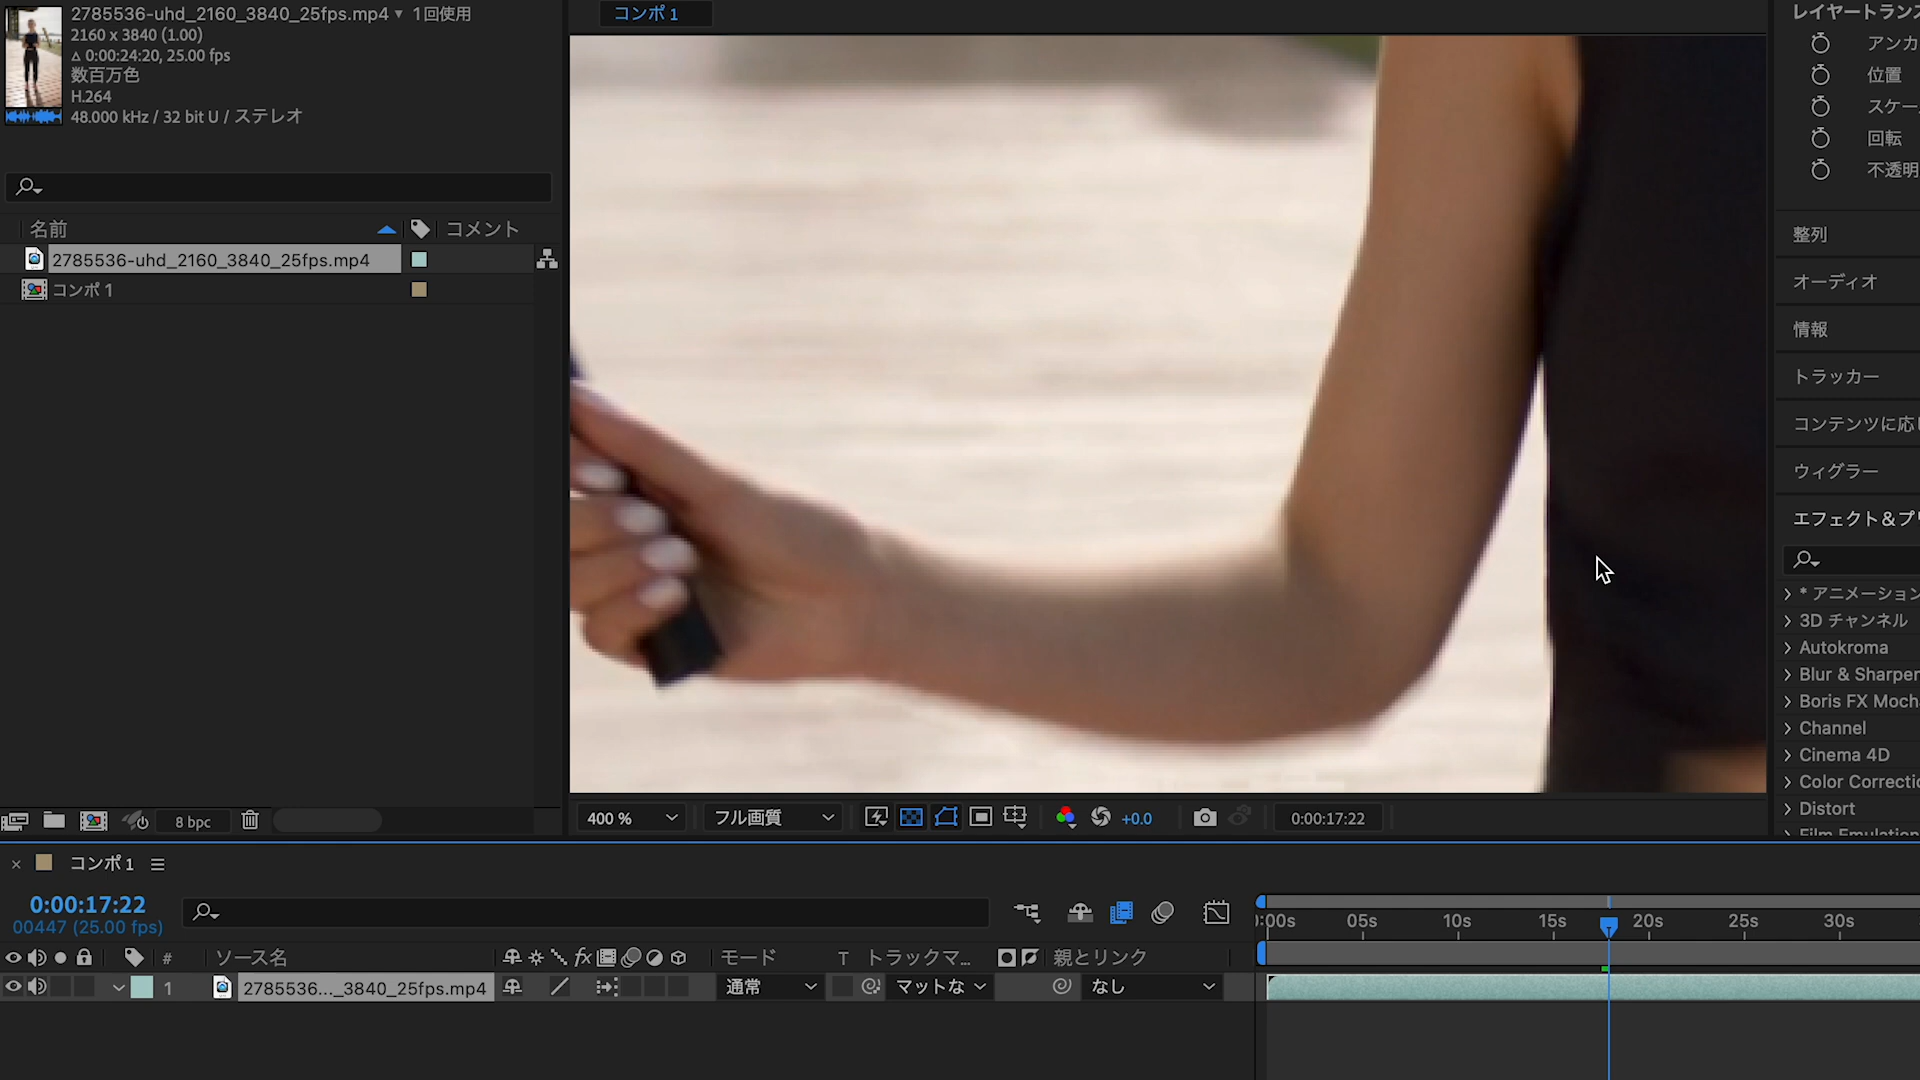 2785536-uhd_2160_3840_25fps.mp4 ▼ 1回使用
2160 x 3840 (1.00)
Δ 0:00:24:20, 25.00 fps
数百万色
H.264
48.000 kHz / 32 bit U / ステレオ
名前 コメント
2785536-uhd_2160_3840_25fps.mp4
コンポ 1
8 bpc
コンポ 1
400 %
フル画質
+0.0
0:00:17:22
レイヤートランス
アンカ
位置
スケー
回転
不透明
整列
オーディオ
情報
トラッカー
コンテンツに応じ
ウィグラー
エフェクト＆プリ
* アニメーション
3D チャンネル
Autokroma
Blur & Sharpen
Boris FX Moch
Channel
Cinema 4D
Color Correctio
Distort
Film Emulation
コンポ 1
0:00:17:22
00447 (25.00 fps)
:00s 05s 10s 15s 20s 25s 30s
# ソース名 fx モード T トラックマ... 親とリンク
1 2785536..._3840_25fps.mp4 通常 マットな なし